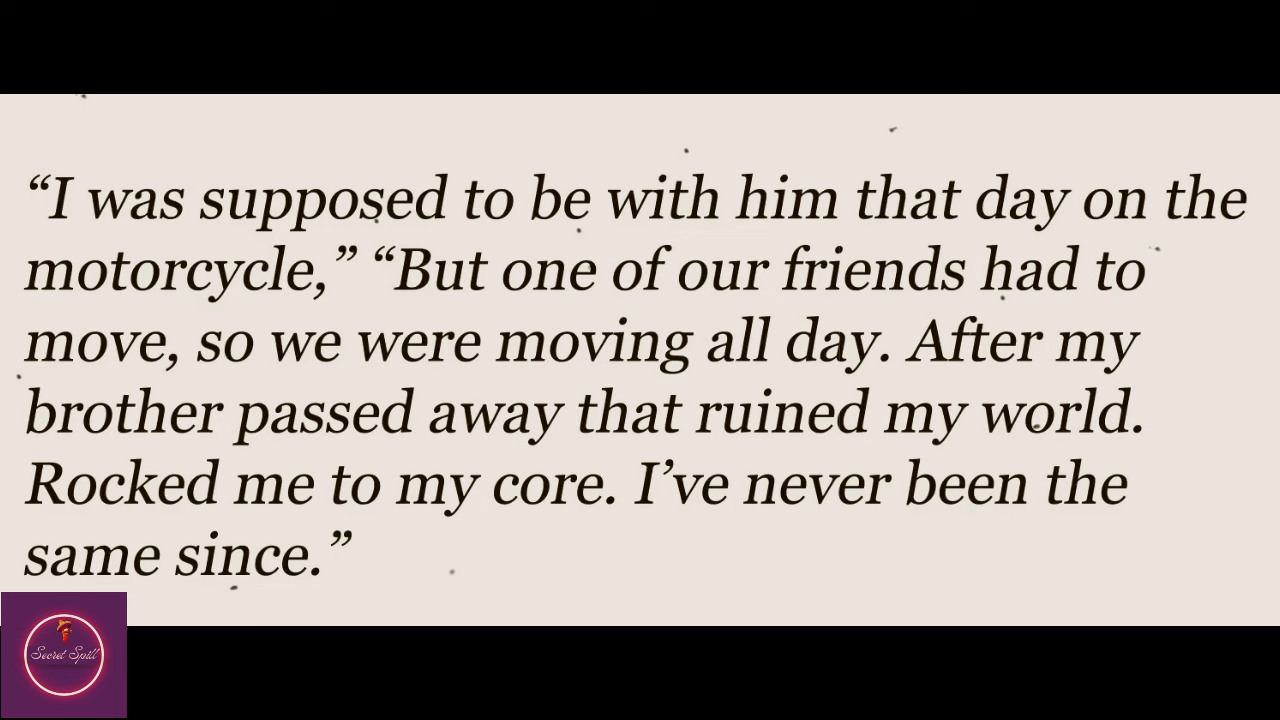 “I was supposed to be with him that day on the
motorcycle,” “But one of our friends had to
move, so we were moving all day. After my
brother passed away that ruined my world.
Rocked me to my core. I’ve never been the
same since.”
Secret Spill